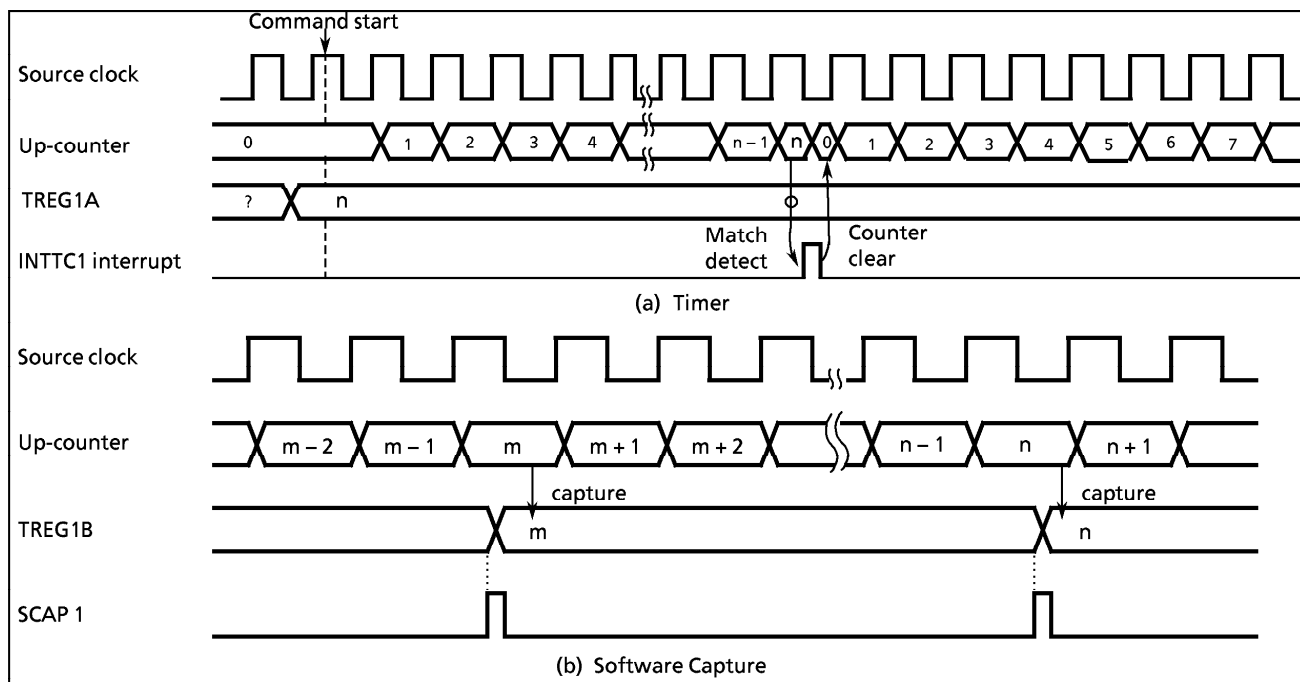 Command start
Source clock
Up-counter 0 1 2 3 4 n – 1 n 0 1 2 3 4 5 6 7
TREG1A ? n
Match detect
Counter clear
INTTC1 interrupt
(a) Timer
Source clock
Up-counter m – 2 m – 1 m m + 1 m + 2 n – 1 n n + 1
capture capture
TREG1B m n
SCAP 1
(b) Software Capture